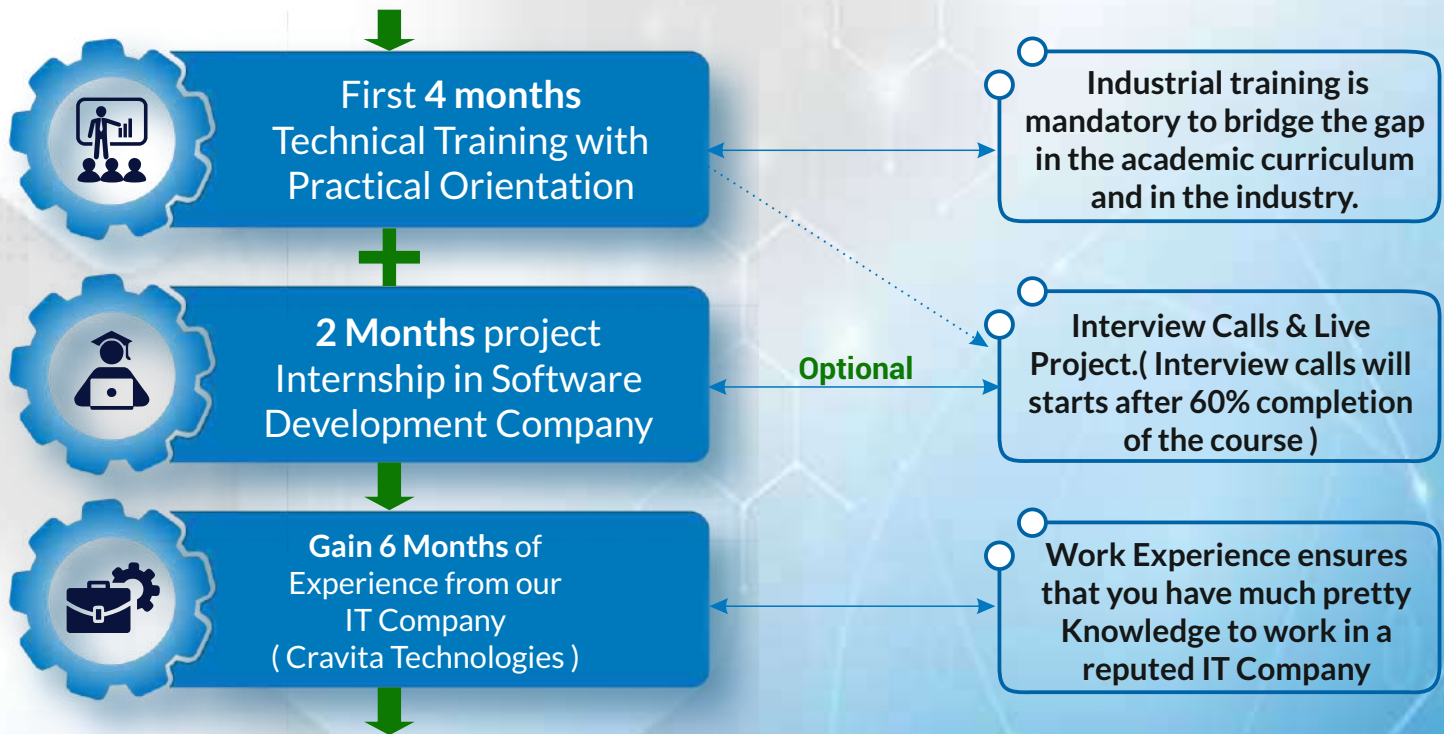 First 4 months
Technical Training with
Practical Orientation
Industrial training is
mandatory to bridge the gap
in the academic curriculum
and in the industry.
2 Months project
Internship in Software
Development Company
Optional
Interview Calls & Live
Project.( Interview calls will
starts after 60% completion
of the course )
Gain 6 Months of
Experience from our
IT Company
( Cravita Technologies )
Work Experience ensures
that you have much pretty
Knowledge to work in a
reputed IT Company